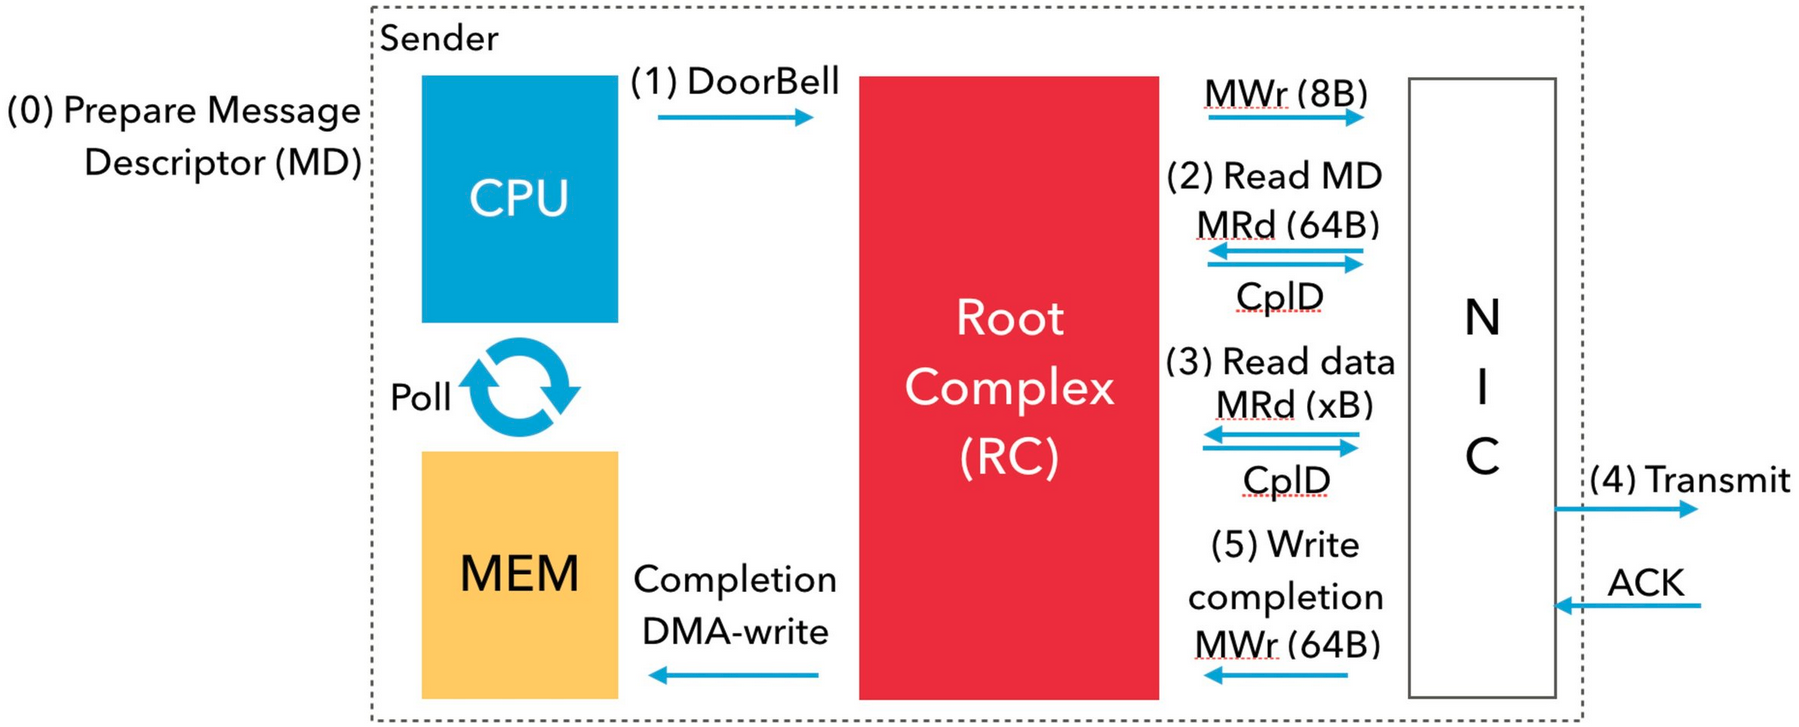 Sender
(0) Prepare Message
Descriptor (MD)
CPU
(1) DoorBell
Poll
MEM
Completion
DMA-write
Root
Complex
(RC)
MWr (8B)
(2) Read MD
MRd (64B)
CplD
(3) Read data
MRd (xB)
CplD
(5) Write
completion
MWr (64B)
N
I
C
(4) Transmit
ACK